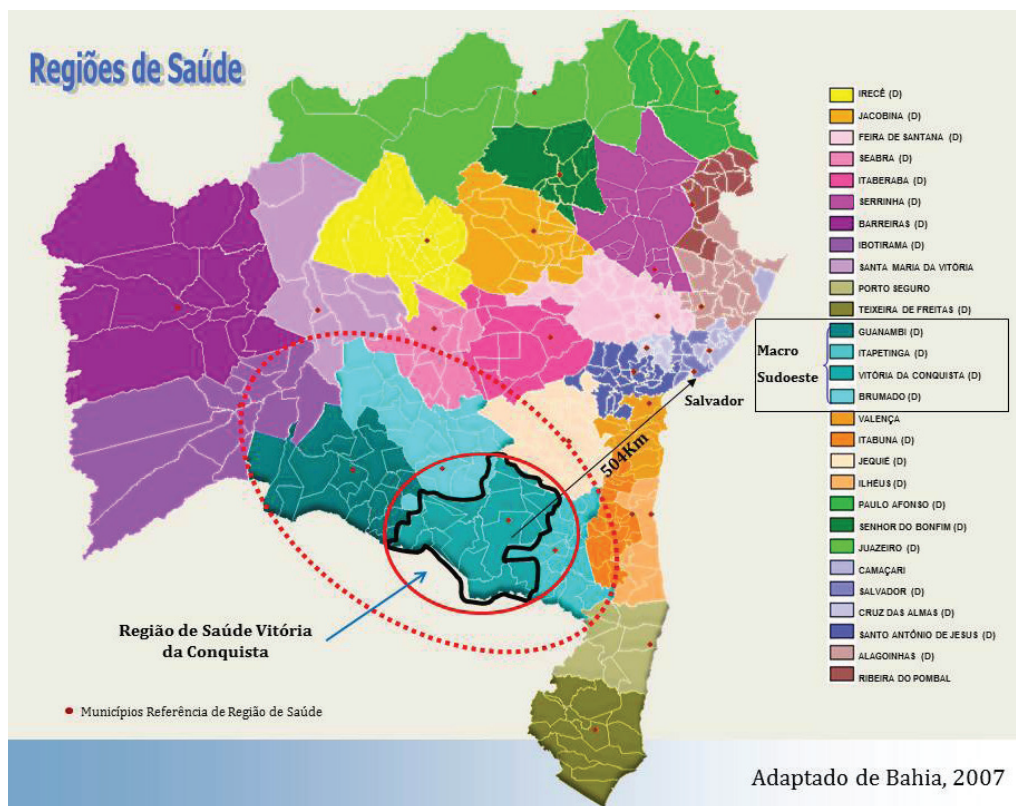 Regiões de Saúde
IRECÊ (D)
JACOBINA (D)
FEIRA DE SANTANA (D)
SEABRA (D)
ITABERABA (D)
SERRINHA (D)
BARREIRAS (D)
IBOTIRAMA (D)
SANTA MARIA DA VITÓRIA
PORTO SEGURO
TEIXEIRA DE FREITAS (D)
GUANAMBI (D)
ITAPETINGA (D)
VITÓRIA DA CONQUISTA (D)
BRUMADO (D)
Macro
Sudoeste
VALENÇA
ITABUNA (D)
JEQUIÉ (D)
ILHÉUS (D)
PAULO AFONSO (D)
SENHOR DO BONFIM (D)
JUAZEIRO (D)
CAMAÇARI
SALVADOR (D)
CRUZ DAS ALMAS (D)
SANTO ANTÔNIO DE JESUS (D)
ALAGOINHAS (D)
RIBEIRA DO POMBAL
Salvador
504Km
Região de Saúde Vitória
da Conquista
Municípios Referência de Região de Saúde
Adaptado de Bahia, 2007